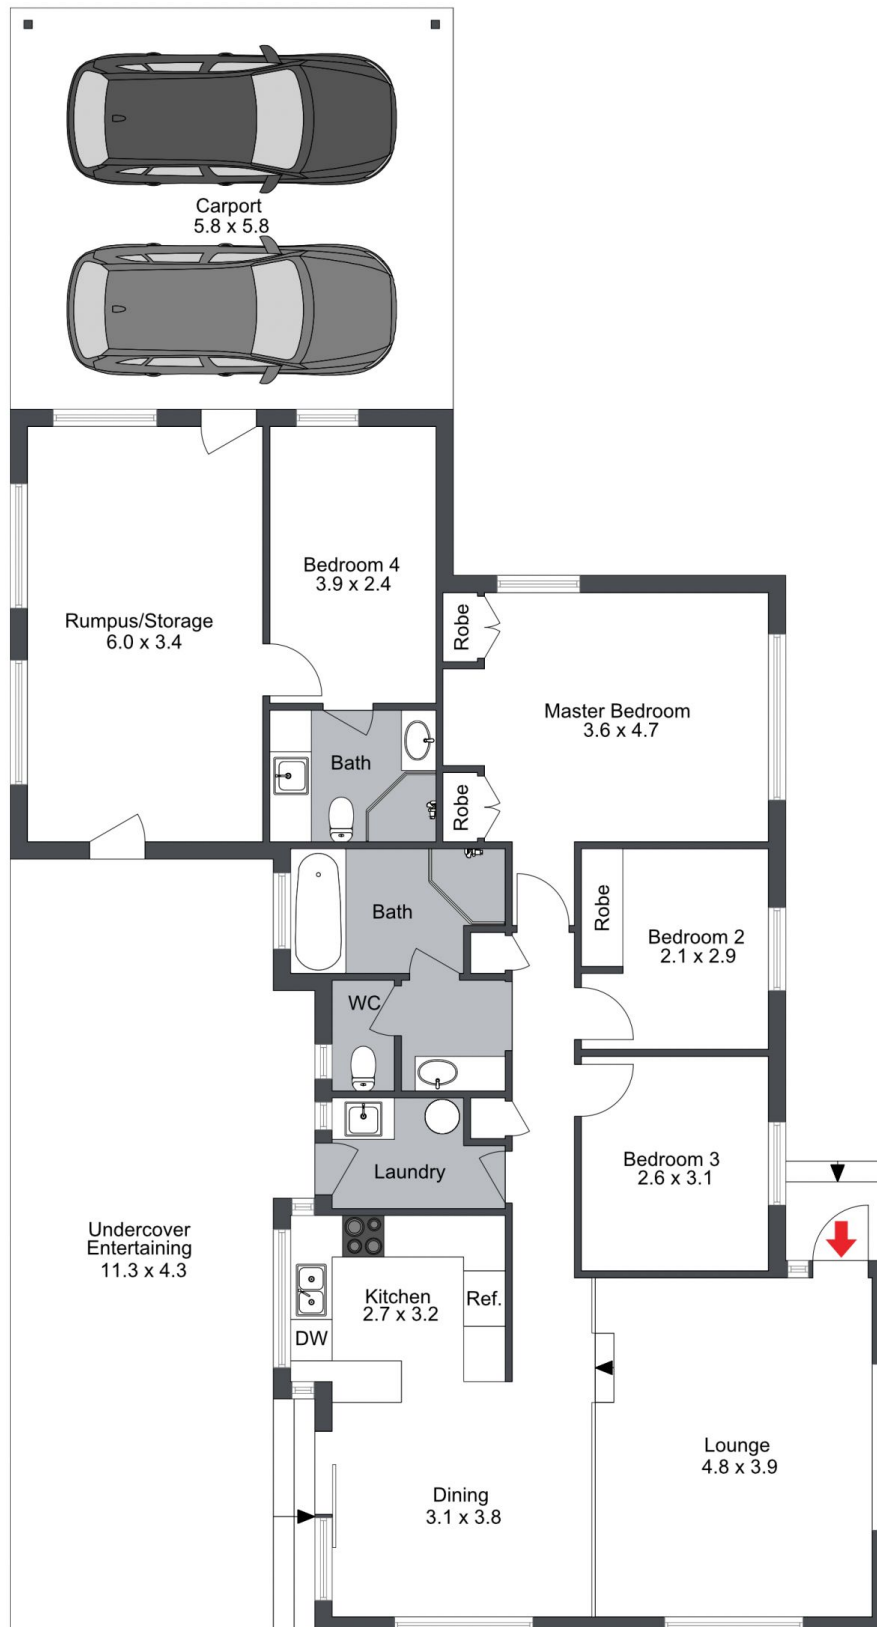 Carport
5.8 x 5.8
Bedroom 4
3.9 x 2.4
Rumpus/Storage
6.0 x 3.4
Robe
Master Bedroom
3.6 x 4.7
Bath
Robe
Bath
Robe
Bedroom 2
2.1 x 2.9
WC
Laundry
Bedroom 3
2.6 x 3.1
Undercover
Entertaining
11.3 x 4.3
Kitchen
2.7 x 3.2
Ref.
DW
Lounge
4.8 x 3.9
Dining
3.1 x 3.8